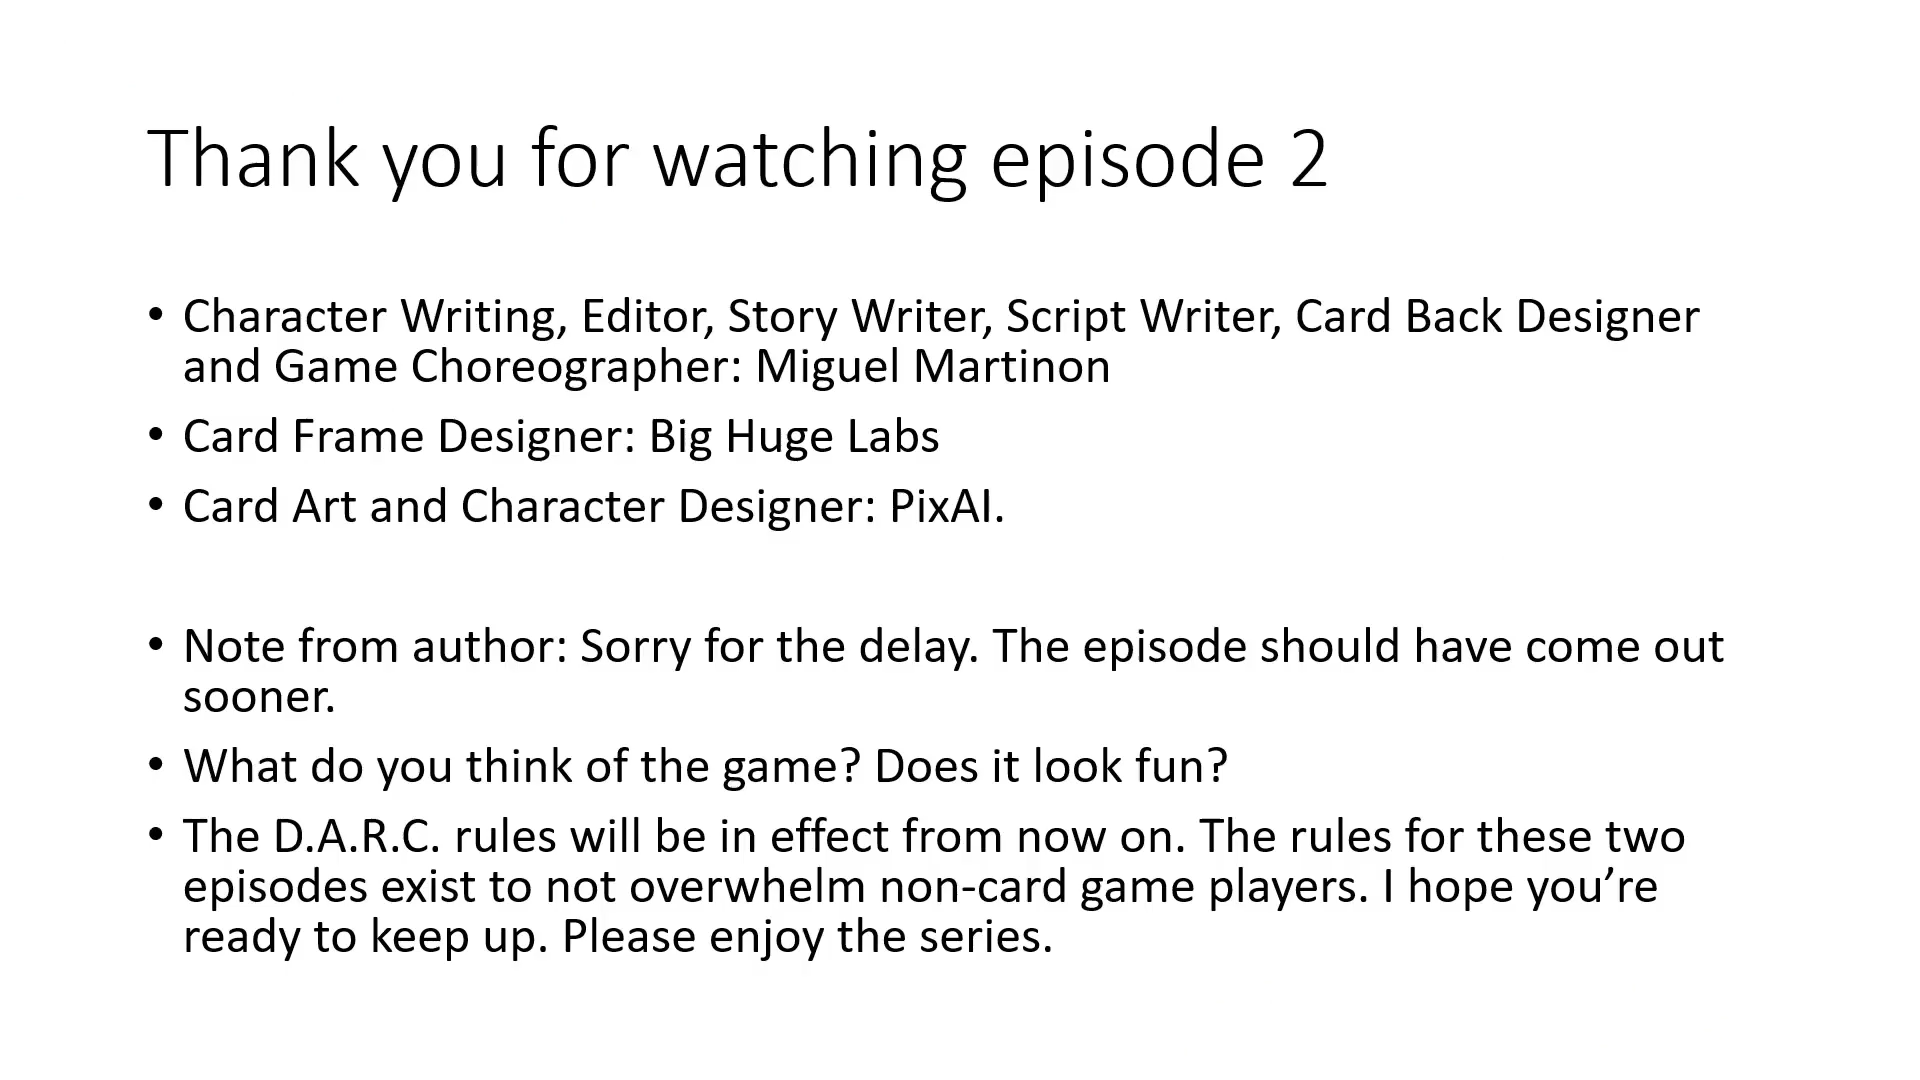 Thank you for watching episode 2
• Character Writing, Editor, Story Writer, Script Writer, Card Back Designer
and Game Choreographer: Miguel Martinon
• Card Frame Designer: Big Huge Labs
• Card Art and Character Designer: PixAI.
• Note from author: Sorry for the delay. The episode should have come out
sooner.
• What do you think of the game? Does it look fun?
• The D.A.R.C. rules will be in effect from now on. The rules for these two
episodes exist to not overwhelm non-card game players. I hope you’re
ready to keep up. Please enjoy the series.